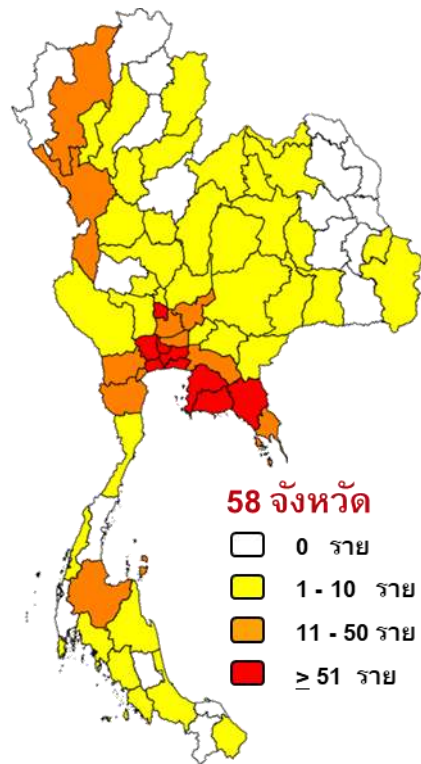 58 จังหวัด
0 ราย
1 - 10 ราย
11 - 50 ราย
≥ 51 ราย